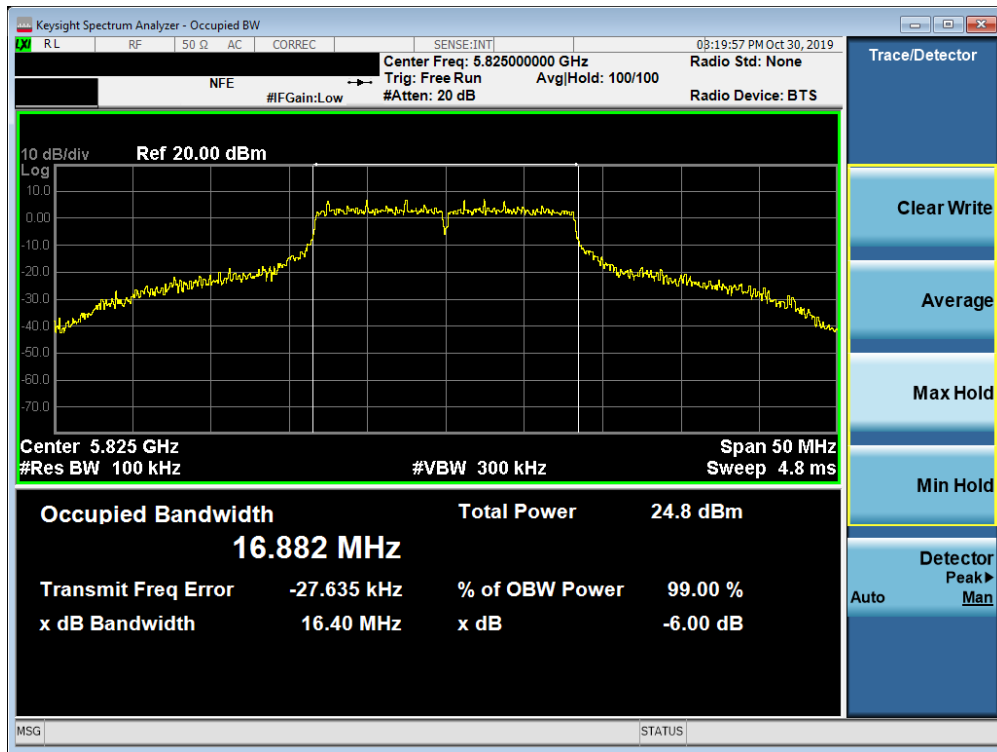 Keysight Spectrum Analyzer - Occupied BW
LXI RL RF 50 Ω AC CORREC SENSE:INT 03:19:57 PM Oct 30, 2019
Center Freq: 5.825000000 GHz Radio Std: None
NFE Trig: Free Run Avg|Hold: 100/100
#IFGain:Low #Atten: 20 dB Radio Device: BTS
Trace/Detector
10 dB/div Ref 20.00 dBm
Log
10.0
0.00
-10.0
-20.0
-30.0
-40.0
-50.0
-60.0
-70.0
Center 5.825 GHz Span 50 MHz
#Res BW 100 kHz #VBW 300 kHz Sweep 4.8 ms
Occupied Bandwidth Total Power 24.8 dBm
16.882 MHz
Transmit Freq Error -27.635 kHz % of OBW Power 99.00 %
x dB Bandwidth 16.40 MHz x dB -6.00 dB
Clear Write
Average
Max Hold
Min Hold
Detector
Peak▶
Auto Man
MSG STATUS